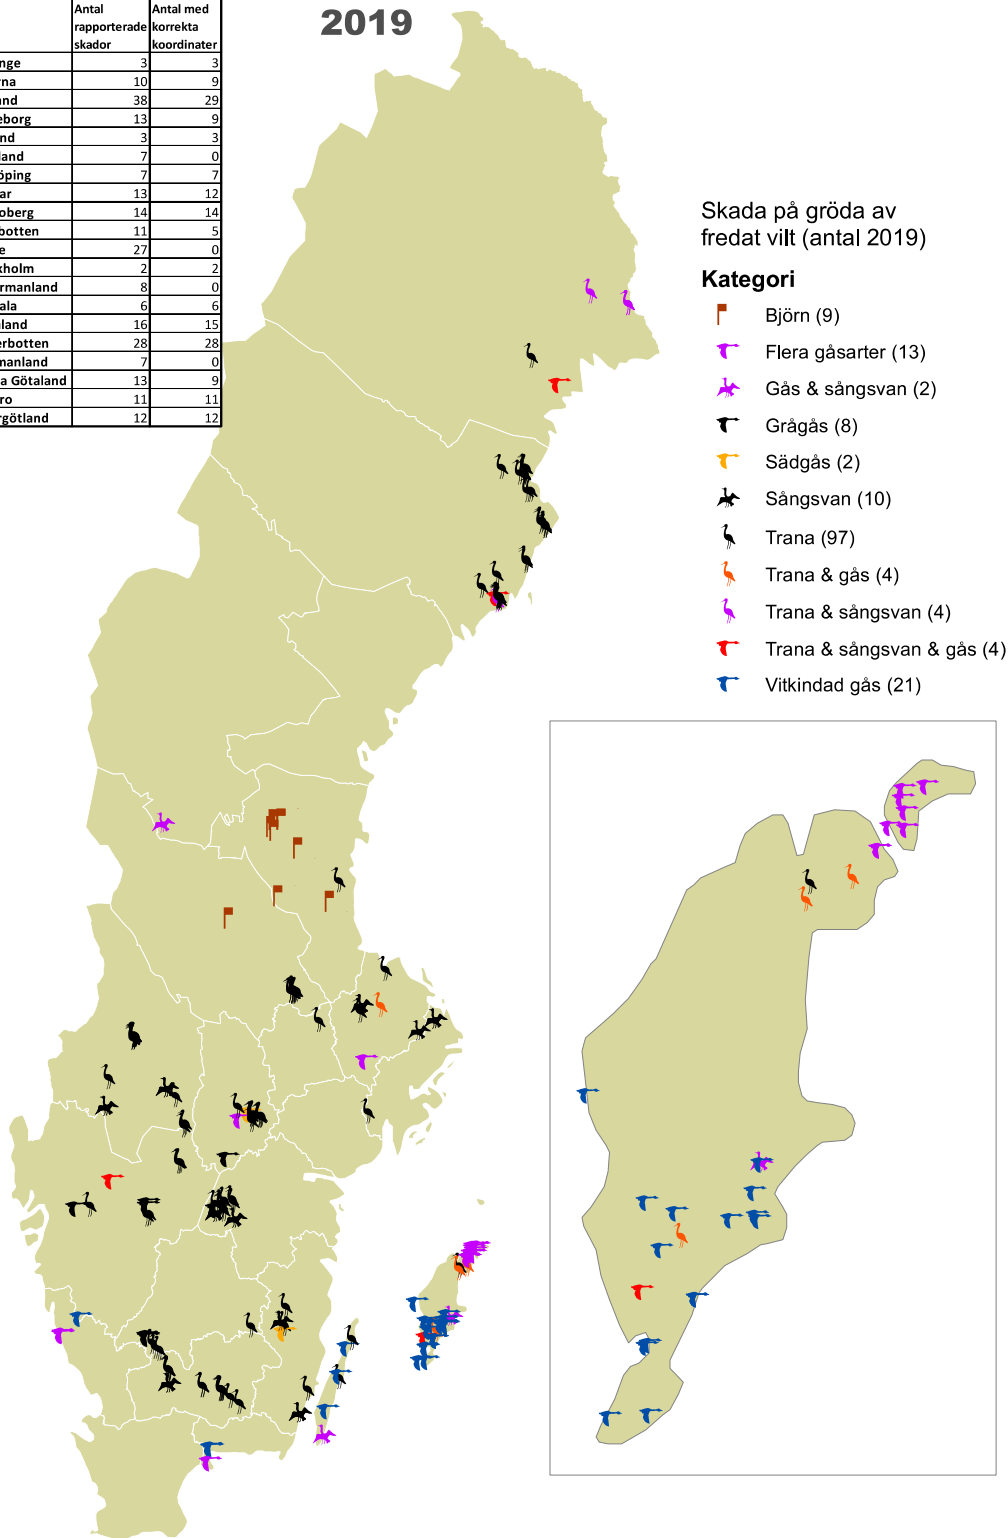 Antal Antal med
rapporterade korrekta
skador koordinater
nge 3 3
na 10 9
nd 38 29
eborg 13 9
nd 3 3
land 7 0
öping 7 7
ar 13 12
oberg 14 14
botten 11 5
e 27 0
kholm 2 2
rmanland 8 0
ala 6 6
nland 16 15
erbotten 28 28
manland 7 0
a Götaland 13 9
ro 11 11
rgötland 12 12
2019
Skada på gröda av
fredat vilt (antal 2019)
Kategori
Björn (9)
Flera gåsarter (13)
Gås & sångsvan (2)
Grågås (8)
Sädgås (2)
Sångsvan (10)
Trana (97)
Trana & gås (4)
Trana & sångsvan (4)
Trana & sångsvan & gås (4)
Vitkindad gås (21)